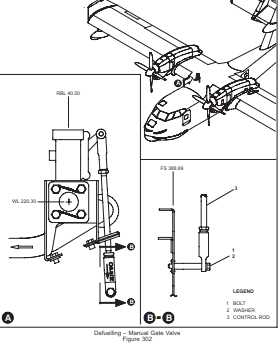 A
RBL 40.50
FS 388.69
WL 220.30
3
B
1
2
LEGEND
1 BOLT
2 WASHER
3 CONTROL ROD
B
A
B - B
Defuelling – Manual Gate Valve
Figure 302